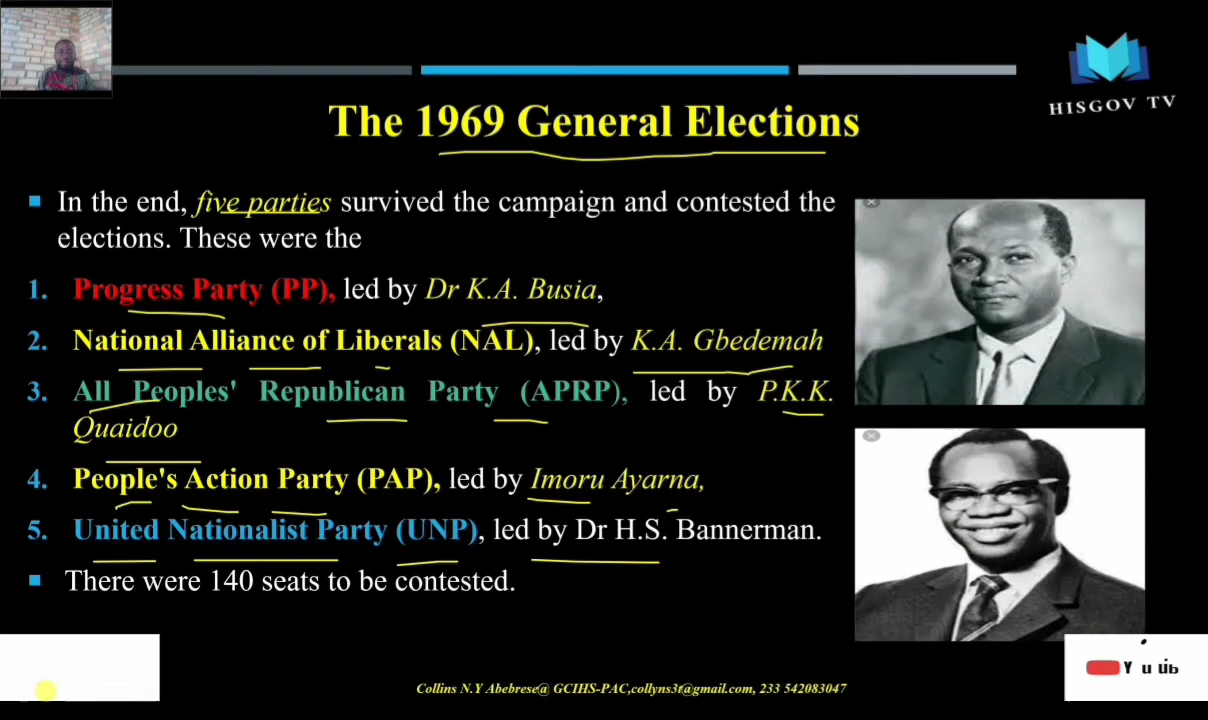 HISGOV TV
The 1969 General Elections
In the end, five parties survived the campaign and contested the
elections. These were the
1. Progress Party (PP), led by Dr K.A. Busia,
2. National Alliance of Liberals (NAL), led by K.A. Gbedemah
3. All Peoples' Republican Party (APRP), led by P.K.K.
Quaidoo
4. People's Action Party (PAP), led by Imoru Ayarna,
5. United Nationalist Party (UNP), led by Dr H.S. Bannerman.
There were 140 seats to be contested.
Collins N.Y Abebrese@ GCIHS-PAC,collyns3t@gmail.com, 233 542083047